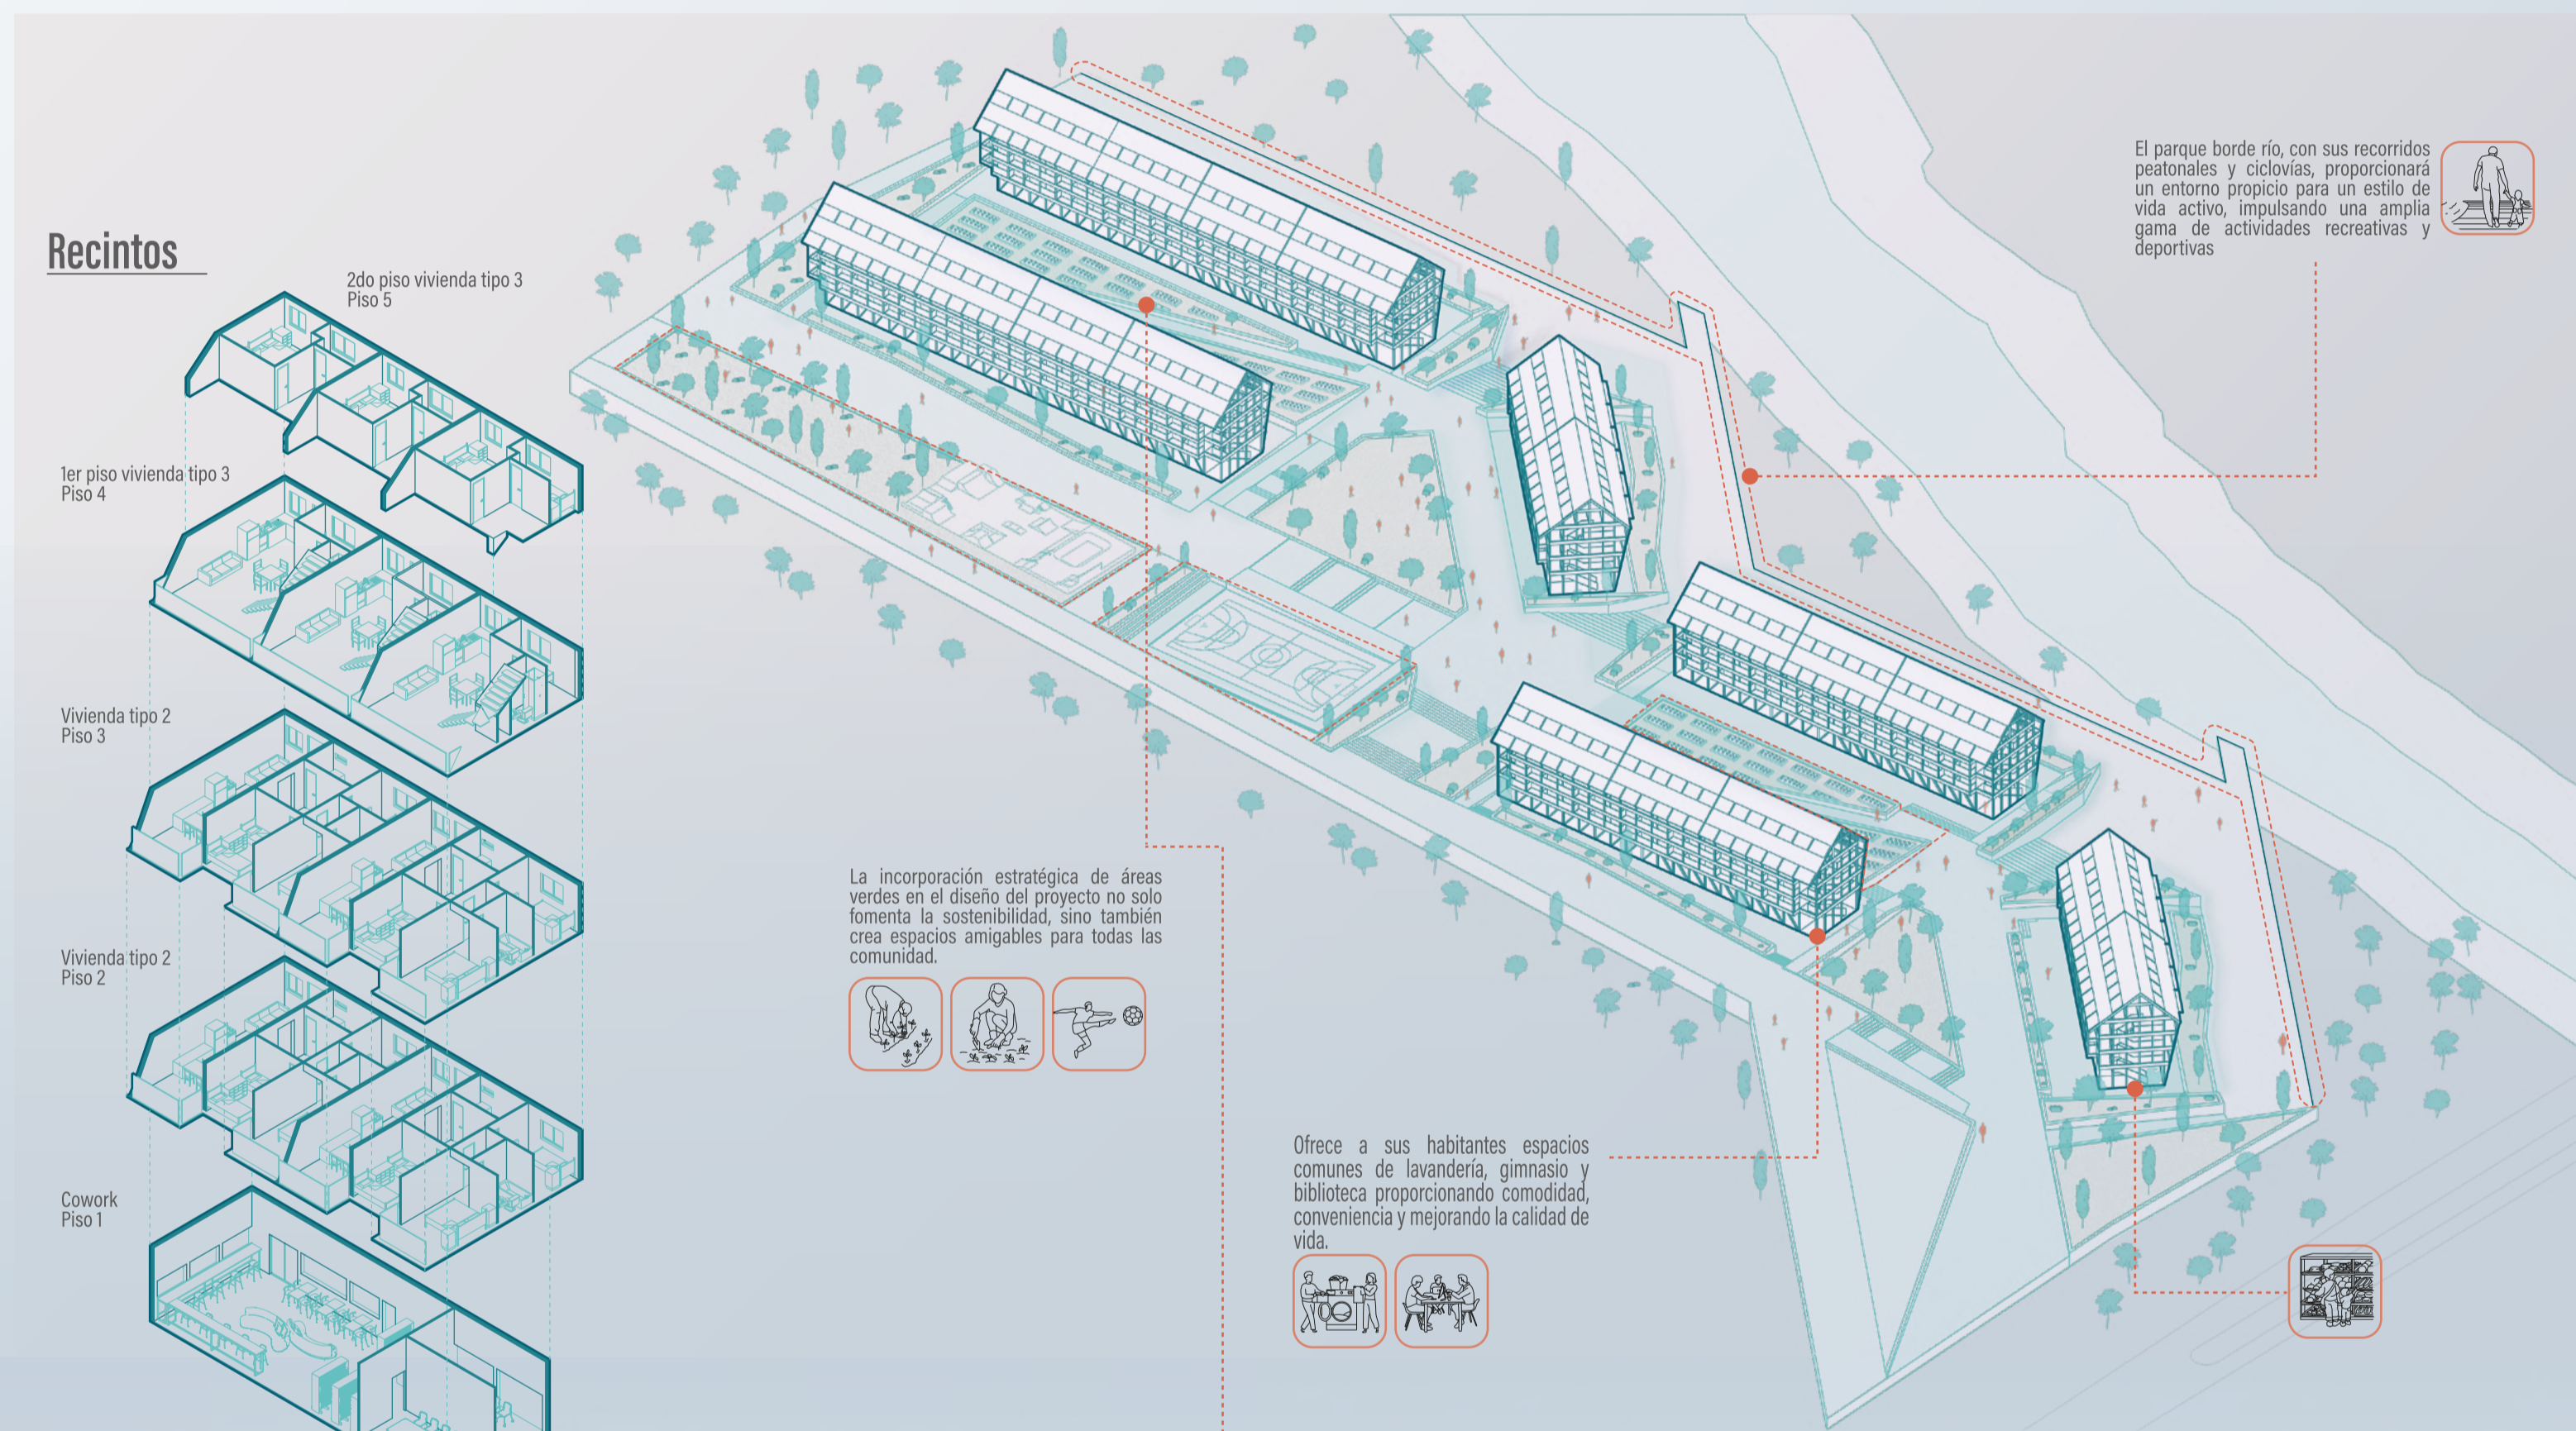 Recintos
2do piso vivienda tipo 3
Piso 5
1er piso vivienda tipo 3
Piso 4
Vivienda tipo 2
Piso 3
Vivienda tipo 2
Piso 2
Cowork
Piso 1
La incorporación estratégica de áreas
verdes en el diseño del proyecto no solo
fomenta la sostenibilidad, sino también
crea espacios amigables para todas las
comunidad.
Ofrece a sus habitantes espacios
comunes de lavandería, gimnasio y
biblioteca proporcionando comodidad,
conveniencia y mejorando la calidad de
vida.
El parque borde río, con sus recorridos
peatonales y ciclovías, proporcionará
un entorno propicio para un estilo de
vida activo, impulsando una amplia
gama de actividades recreativas y
deportivas